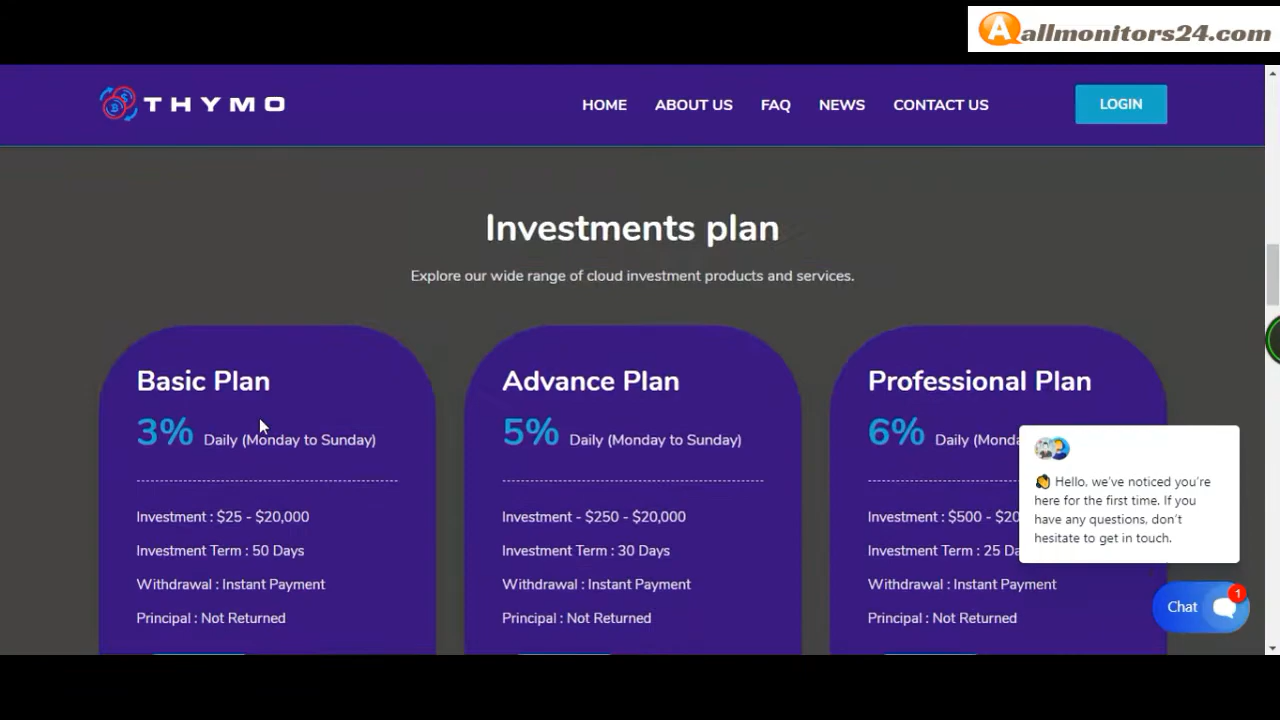 allmonitors24.com
THYMO
HOME
ABOUT US
FAQ
NEWS
CONTACT US
LOGIN
Investments plan
Explore our wide range of cloud investment products and services.
Basic Plan
3% Daily (Monday to Sunday)
Investment : $25 - $20,000
Investment Term : 50 Days
Withdrawal : Instant Payment
Principal : Not Returned
Advance Plan
5% Daily (Monday to Sunday)
Investment - $250 - $20,000
Investment Term : 30 Days
Withdrawal : Instant Payment
Principal : Not Returned
Professional Plan
6% Daily (Mond
Investment : $500 - $20
Investment Term : 25 Da
Withdrawal : Instant Payment
Principal : Not Returned
Hello, we've noticed you're
here for the first time. If you
have any questions, don't
hesitate to get in touch.
Chat
1